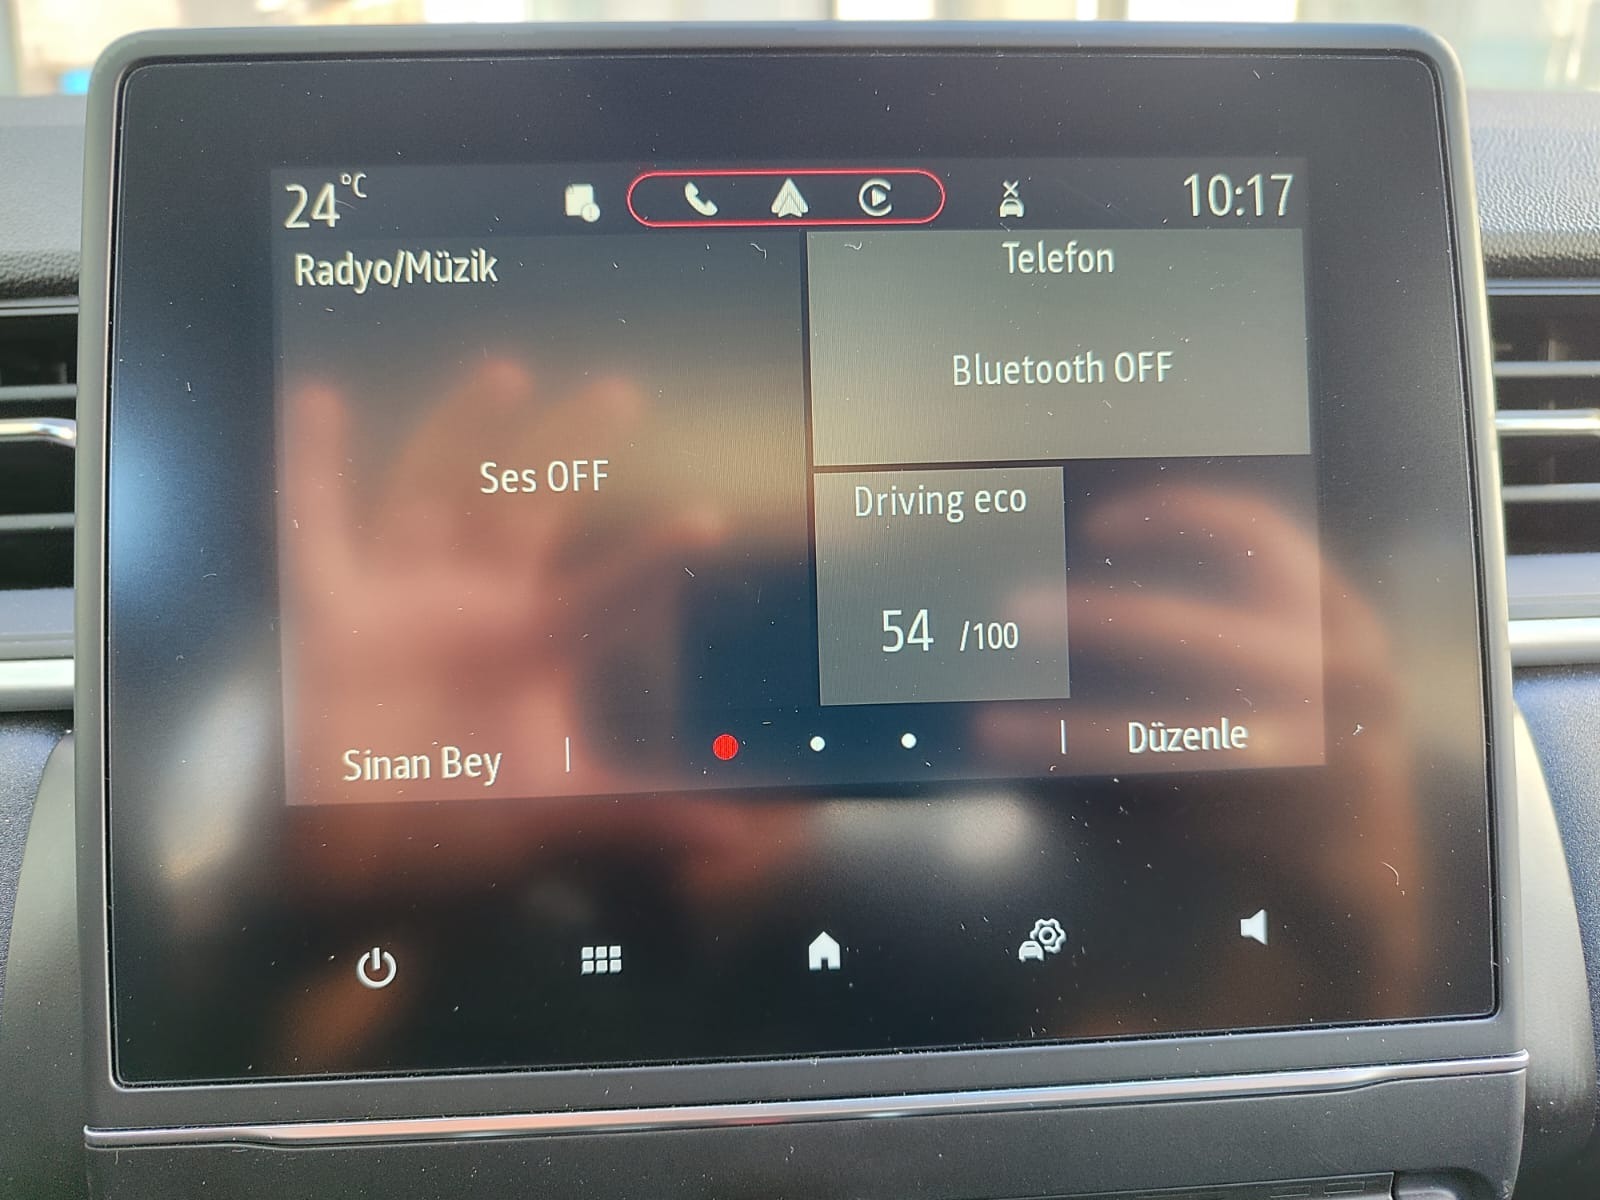 24°C
10:17
Radyo/Müzik
Ses OFF
Telefon
Bluetooth OFF
Driving eco
54 /100
Sinan Bey
Düzenle